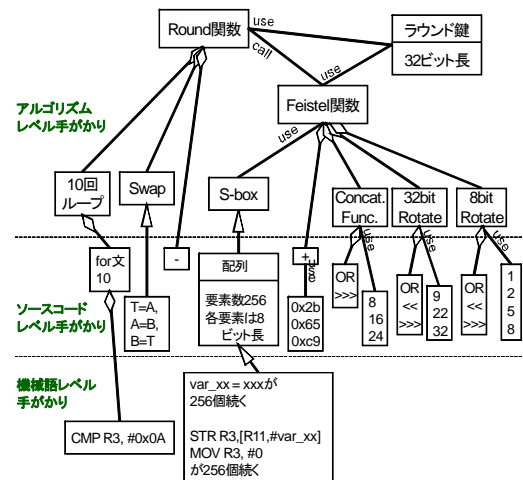 Round関数
use
call
use
ラウンド鍵
32ビット長
Feistel関数
アルゴリズム
レベル手がかり
use
10回
ループ
Swap
S-box
Concat.
Func.
32bit
Rotate
8bit
Rotate
use
use
use
use
for文
10
-
+
配列
要素数256
各要素は8
ビット長
T=A,
A=B,
B=T
0x2b
0x65
0xc9
OR
>>>
8
16
24
OR
<<
>>>
9
22
32
OR
<<
>>>
1
2
5
8
ソースコード
レベル手がかり
機械語レベル
手がかり
CMP R3, #0x0A
var_xx = xxxが
256個続く
STR R3,[R11,#var_xx]
MOV R3, #0
が256個続く